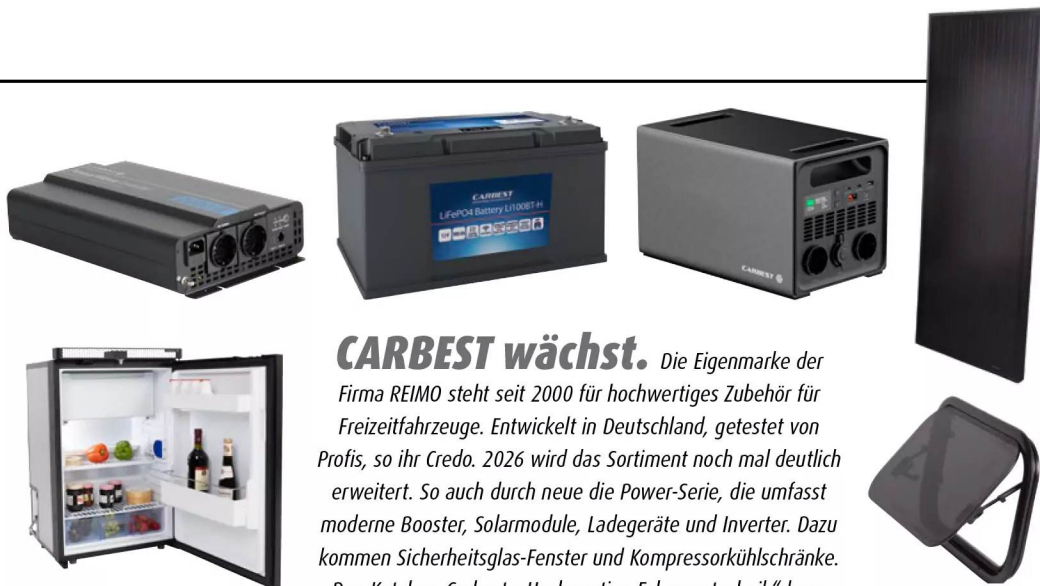 CARBEST
LiFePO4 Battery Li100BT-H
CARBEST
CARBEST wächst. Die Eigenmarke der
Firma REIMO steht seit 2000 für hochwertiges Zubehör für
Freizeitfahrzeuge. Entwickelt in Deutschland, getestet von
Profis, so ihr Credo. 2026 wird das Sortiment noch mal deutlich
erweitert. So auch durch neue die Power-Serie, die umfasst
moderne Booster, Solarmodule, Ladegeräte und Inverter. Dazu
kommen Sicherheitsglas-Fenster und Kompressorkühlschränke.